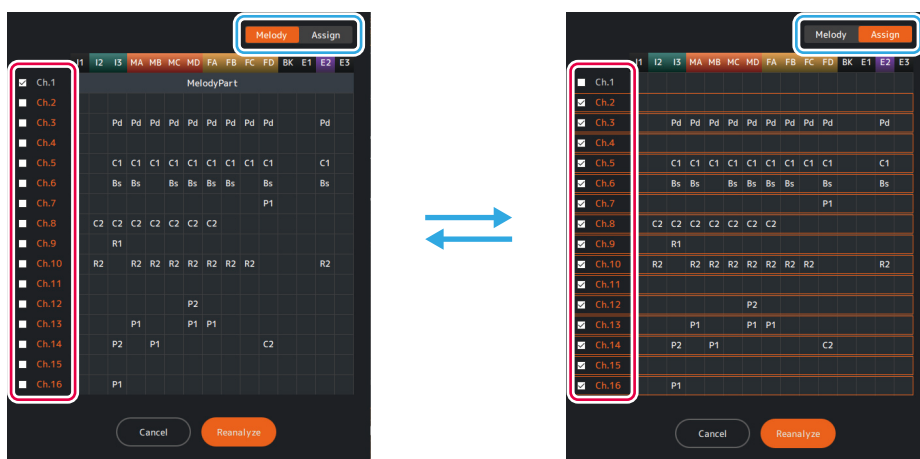 Melody Assign
I1 I2 I3 MA MB MC MD FA FB FC FD BK E1 E2 E3
Ch.1 MelodyPart
Ch.2
Ch.3 Pd Pd Pd Pd Pd Pd Pd Pd Pd Pd
Ch.4
Ch.5 C1 C1 C1 C1 C1 C1 C1 C1 C1 C1
Ch.6 Bs Bs Bs Bs Bs Bs Bs Bs
Ch.7 P1
Ch.8 C2 C2 C2 C2 C2 C2 C2
Ch.9 R1
Ch.10 R2 R2 R2 R2 R2 R2 R2 R2 R2
Ch.11
Ch.12 P2
Ch.13 P1 P1 P1
Ch.14 P2 P1 C2
Ch.15
Ch.16 P1
Cancel Reanalyze
Melody Assign
I1 I2 I3 MA MB MC MD FA FB FC FD BK E1 E2 E3
Ch.1
Ch.2
Ch.3 Pd Pd Pd Pd Pd Pd Pd Pd Pd Pd
Ch.4
Ch.5 C1 C1 C1 C1 C1 C1 C1 C1 C1 C1
Ch.6 Bs Bs Bs Bs Bs Bs Bs Bs
Ch.7 P1
Ch.8 C2 C2 C2 C2 C2 C2 C2
Ch.9 R1
Ch.10 R2 R2 R2 R2 R2 R2 R2 R2 R2
Ch.11
Ch.12 P2
Ch.13 P1 P1 P1
Ch.14 P2 P1 C2
Ch.15
Ch.16 P1
Cancel Reanalyze